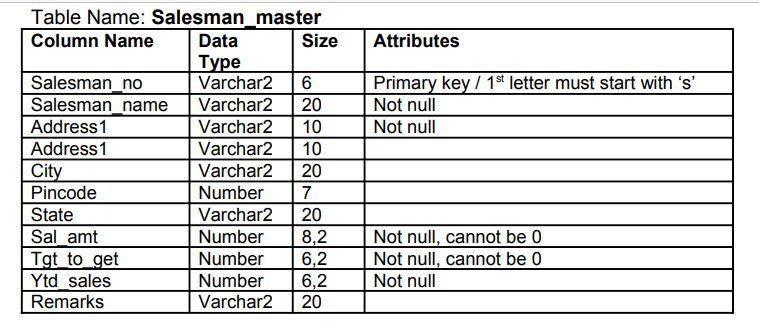 Table Name: Salesman_master
Column Name Data Type Size Attributes
Salesman_no Varchar2 6 Primary key / 1st letter must start with ‘s’
Salesman_name Varchar2 20 Not null
Address1 Varchar2 10 Not null
Address1 Varchar2 10
City Varchar2 20
Pincode Number 7
State Varchar2 20
Sal_amt Number 8,2 Not null, cannot be 0
Tgt_to_get Number 6,2 Not null, cannot be 0
Ytd_sales Number 6,2 Not null
Remarks Varchar2 20